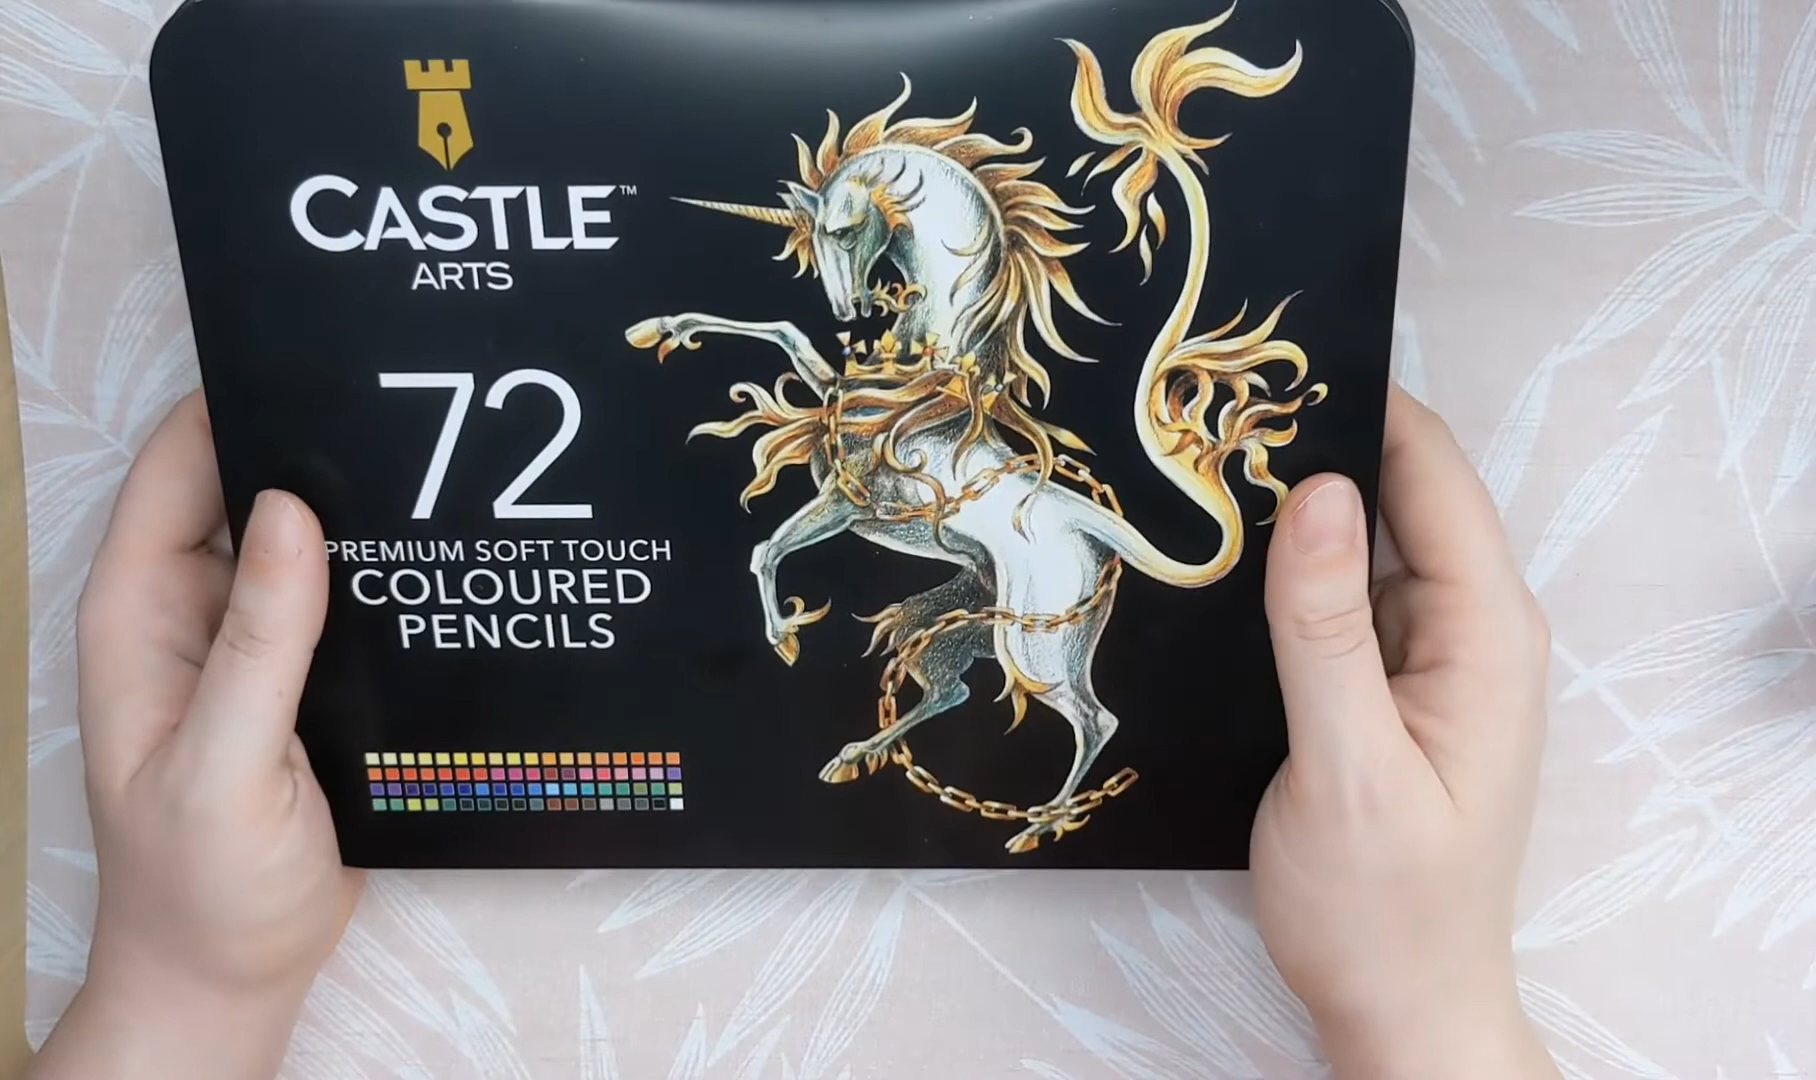 CASTLE™
ARTS
72
PREMIUM SOFT TOUCH
COLOURED
PENCILS